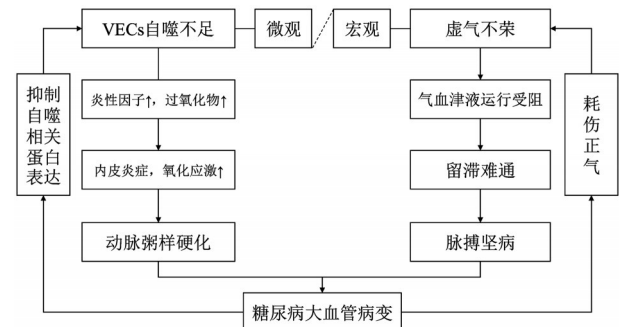 VECs自噬不足
微观
宏观
虚气不荣
抑制
自噬
相关
蛋白
表达
炎性因子↑，过氧化物↑
气血津液运行受阻
耗
伤
正
气
内皮炎症，氧化应激↑
留滞难通
动脉粥样硬化
脉搏坚病
糖尿病大血管病变